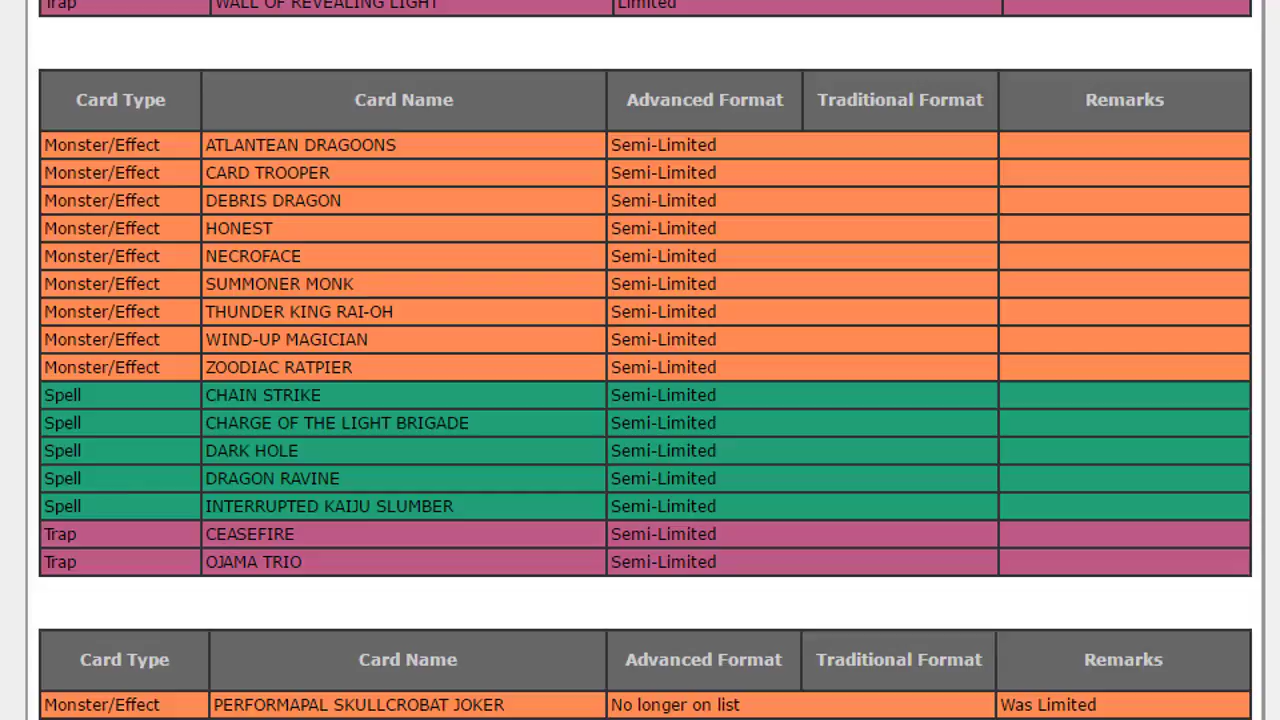 Trap WALL OF REVEALING LIGHT Limited
Card Type Card Name Advanced Format Traditional Format Remarks
Monster/Effect ATLANTEAN DRAGOONS Semi-Limited
Monster/Effect CARD TROOPER Semi-Limited
Monster/Effect DEBRIS DRAGON Semi-Limited
Monster/Effect HONEST Semi-Limited
Monster/Effect NECROFACE Semi-Limited
Monster/Effect SUMMONER MONK Semi-Limited
Monster/Effect THUNDER KING RAI-OH Semi-Limited
Monster/Effect WIND-UP MAGICIAN Semi-Limited
Monster/Effect ZOODIAC RATPIER Semi-Limited
Spell CHAIN STRIKE Semi-Limited
Spell CHARGE OF THE LIGHT BRIGADE Semi-Limited
Spell DARK HOLE Semi-Limited
Spell DRAGON RAVINE Semi-Limited
Spell INTERRUPTED KAIJU SLUMBER Semi-Limited
Trap CEASEFIRE Semi-Limited
Trap OJAMA TRIO Semi-Limited
Card Type Card Name Advanced Format Traditional Format Remarks
Monster/Effect PERFORMAPAL SKULLCROBAT JOKER No longer on list Was Limited